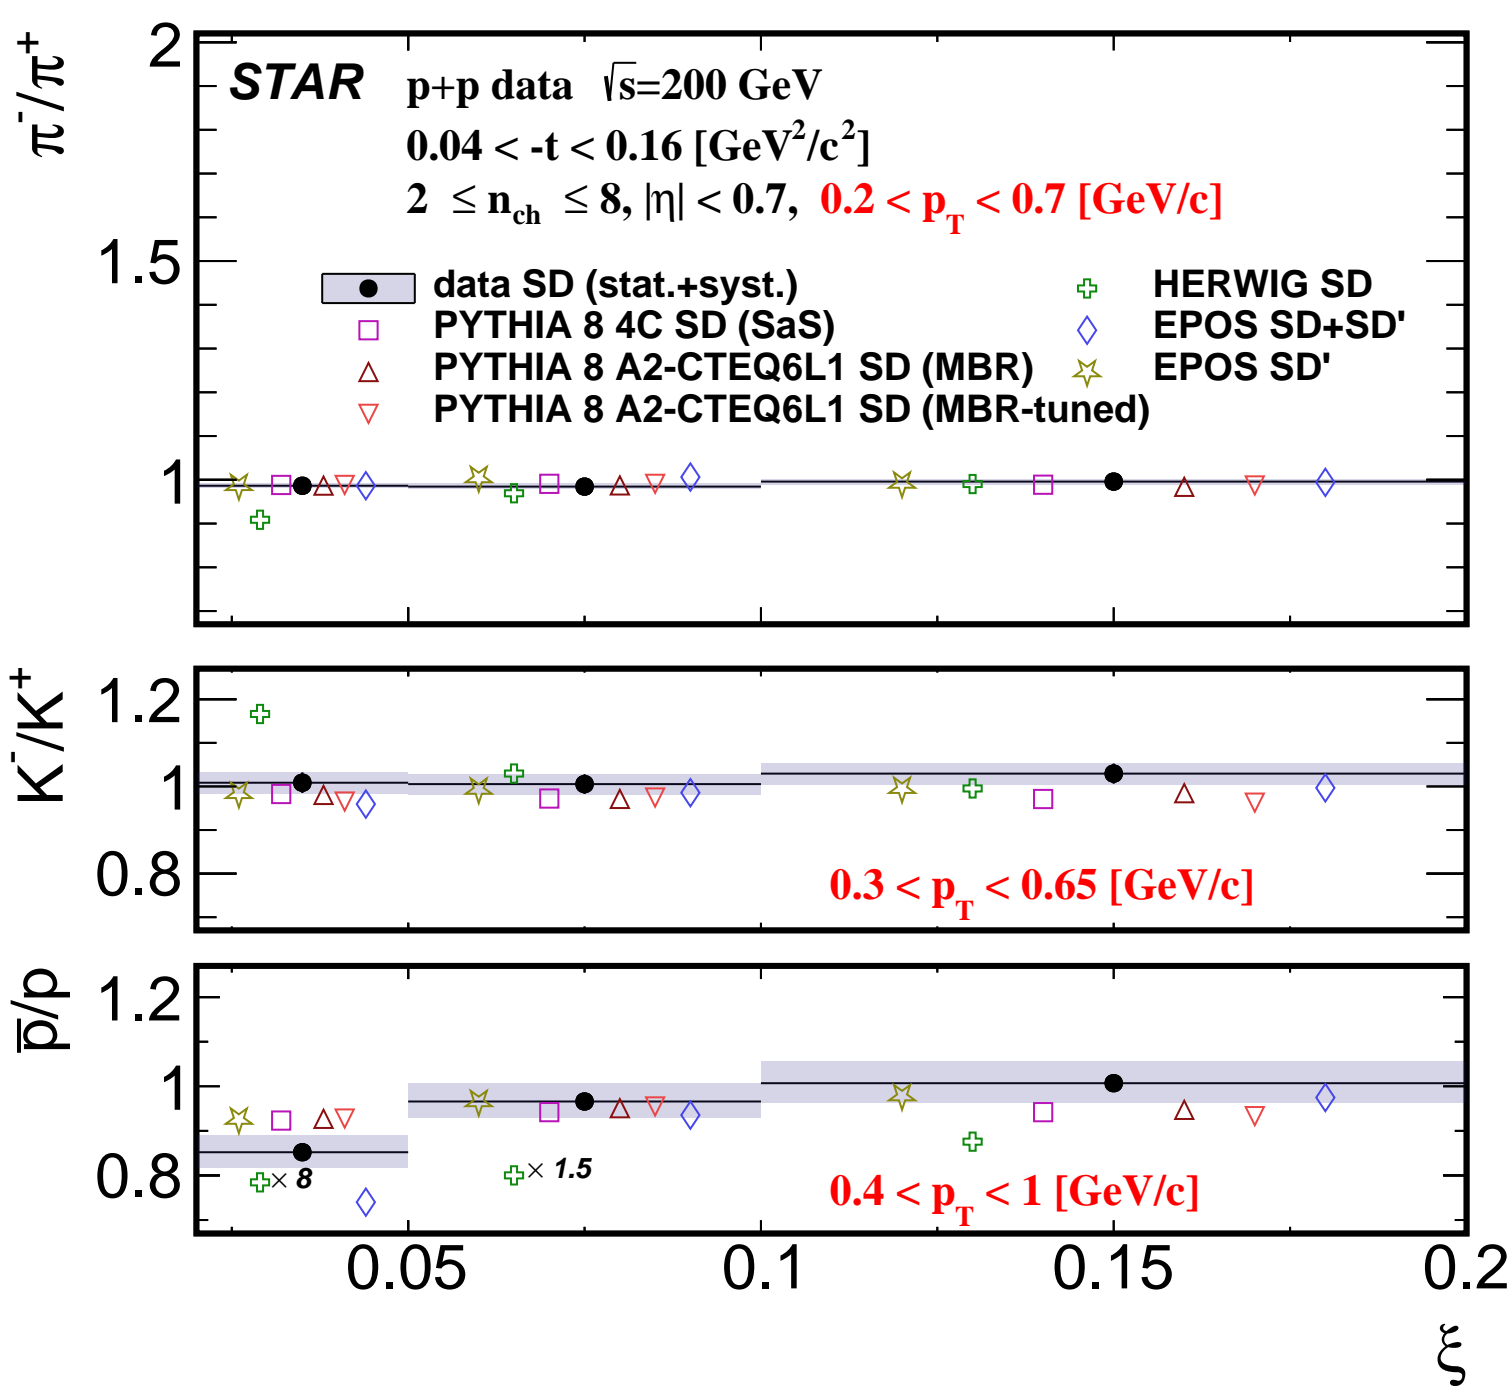 π⁻/π⁺
2
1.5
1
STAR p+p data √s=200 GeV
0.04 < -t < 0.16 [GeV²/c²]
2 ≤ n_ch ≤ 8, |η| < 0.7, 0.2 < p_T < 0.7 [GeV/c]
data SD (stat.+syst.)
PYTHIA 8 4C SD (SaS)
PYTHIA 8 A2-CTEQ6L1 SD (MBR)
PYTHIA 8 A2-CTEQ6L1 SD (MBR-tuned)
HERWIG SD
EPOS SD+SD'
EPOS SD'
K⁻/K⁺
1.2
1
0.8
0.3 < p_T < 0.65 [GeV/c]
p̅/p
1.2
1
0.8
× 8
× 1.5
0.4 < p_T < 1 [GeV/c]
0.05 0.1 0.15 0.2
ξ